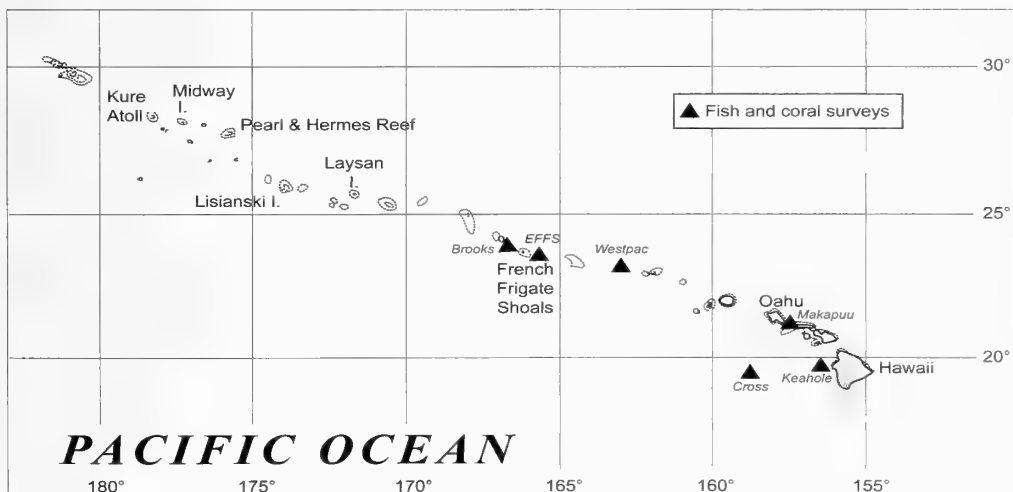 30°
Kure
Atoll
Midway
I.
Pearl & Hermes Reef
▲ Fish and coral surveys
Laysan
I.
Lisianski I.
25°
Brooks
EFFS
French
Frigate
Shoals
Westpac
Oahu
Makapuu
20°
Cross
Keahole
Hawaii
PACIFIC OCEAN
180°
175°
170°
165°
160°
155°